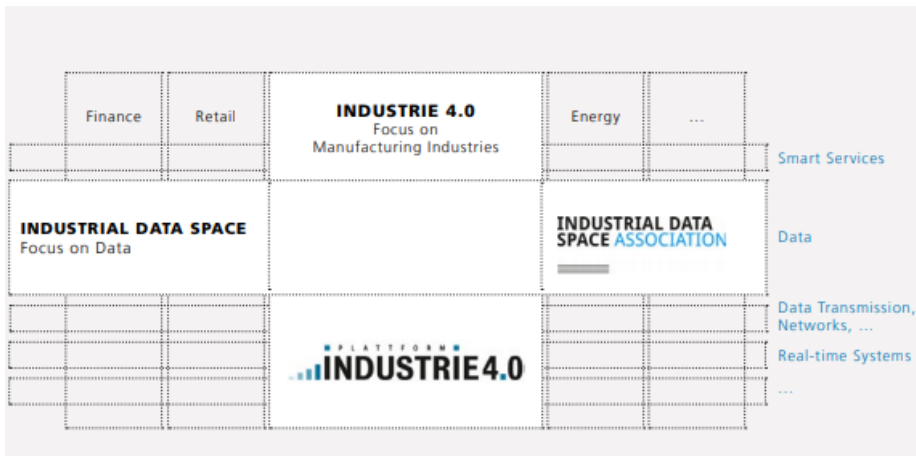 Finance
Retail
INDUSTRIE 4.0
Focus on
Manufacturing Industries
Energy
...
Smart Services
INDUSTRIAL DATA SPACE
Focus on Data
INDUSTRIAL DATA
SPACE ASSOCIATION
Data
Data Transmission,
Networks, ...
PLATTFORM
INDUSTRIE4.0
Real-time Systems
...